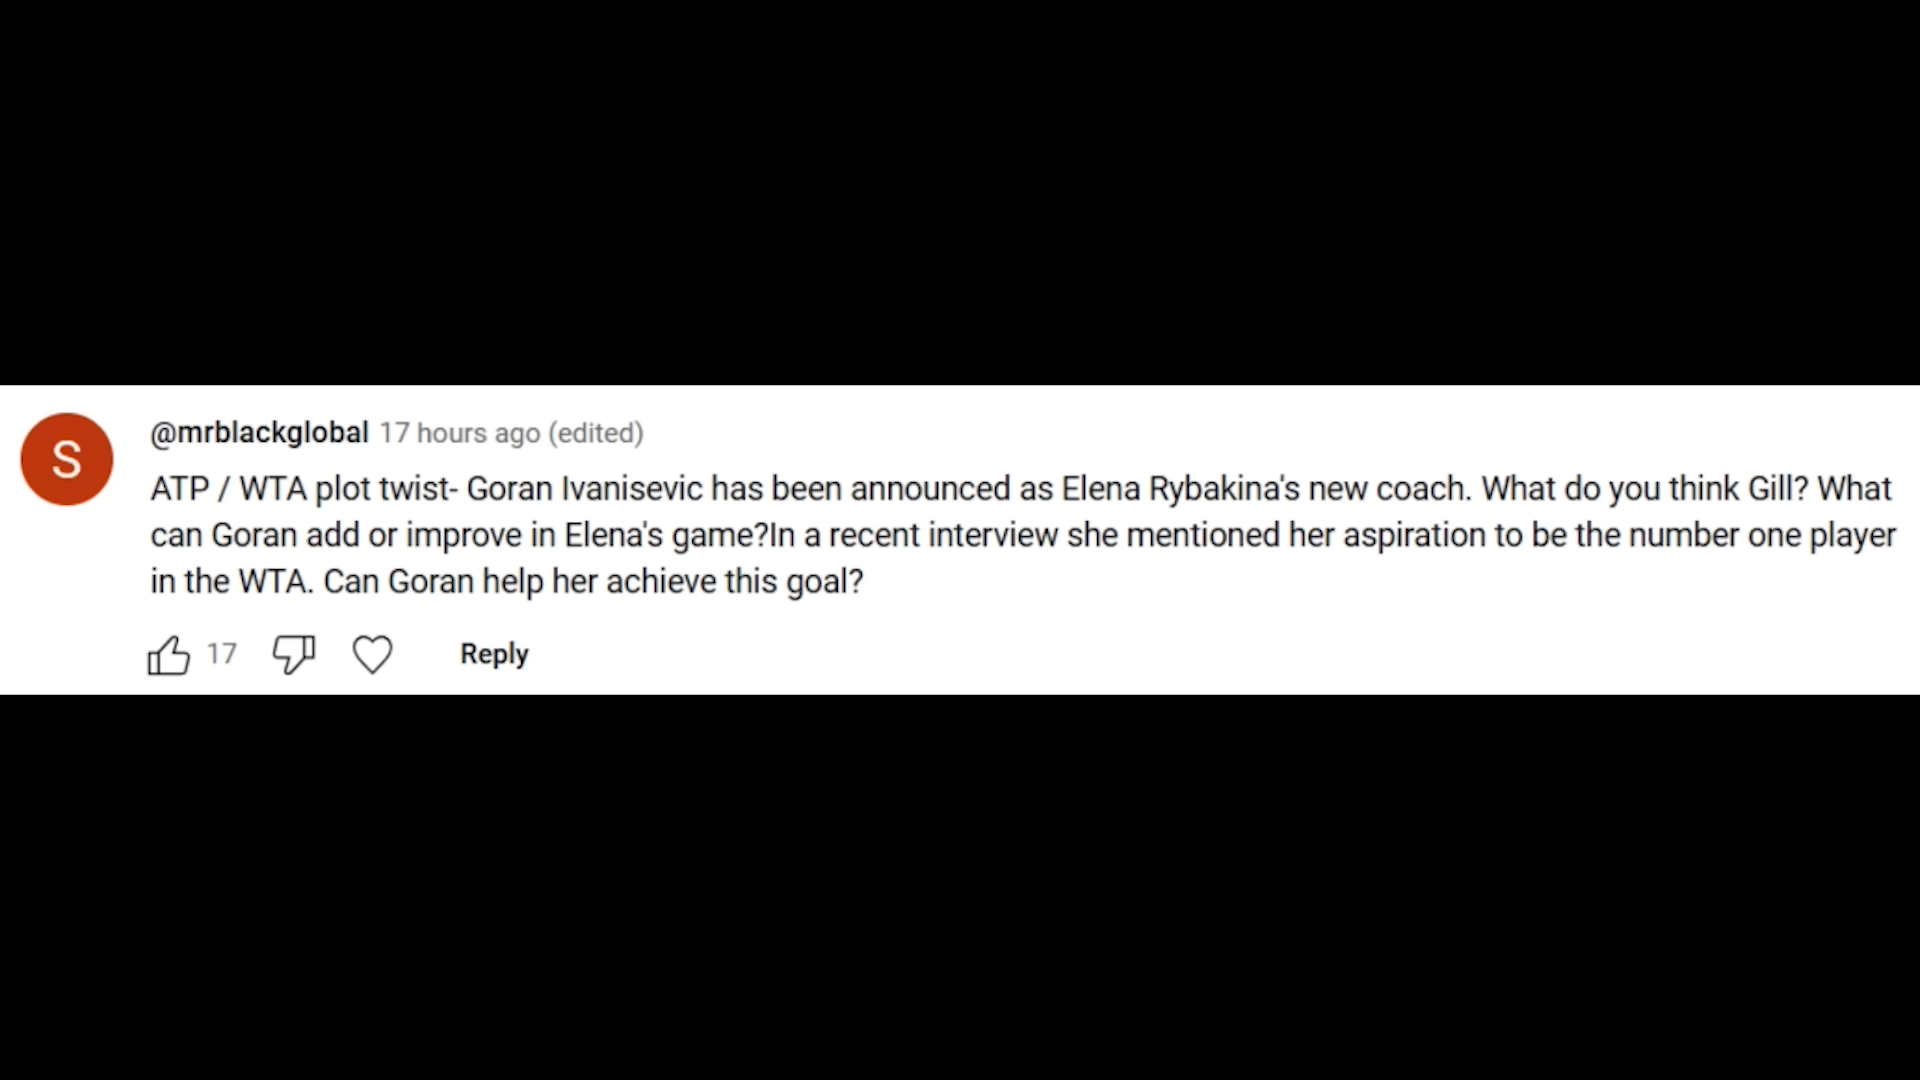 S
@mrblackglobal 17 hours ago (edited)
ATP / WTA plot twist- Goran Ivanisevic has been announced as Elena Rybakina's new coach. What do you think Gill? What
can Goran add or improve in Elena's game?In a recent interview she mentioned her aspiration to be the number one player
in the WTA. Can Goran help her achieve this goal?
17 Reply